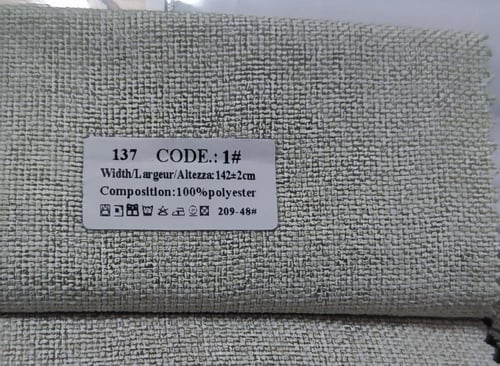 137 CODE.: 1#
Width/Largeur/Altezza:142±2cm
Composition:100%polyester
209-48#